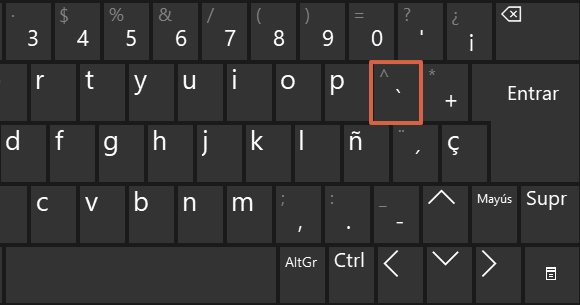 · $ % & / ( ) = ? ¿
3 4 5 6 7 8 9 0 ' ¡
^ *
r t y u i o p ` + Entrar
¨
d f g h j k l ñ ´ ç
; : _
c v b n m , . - Mayús Supr
AltGr Ctrl